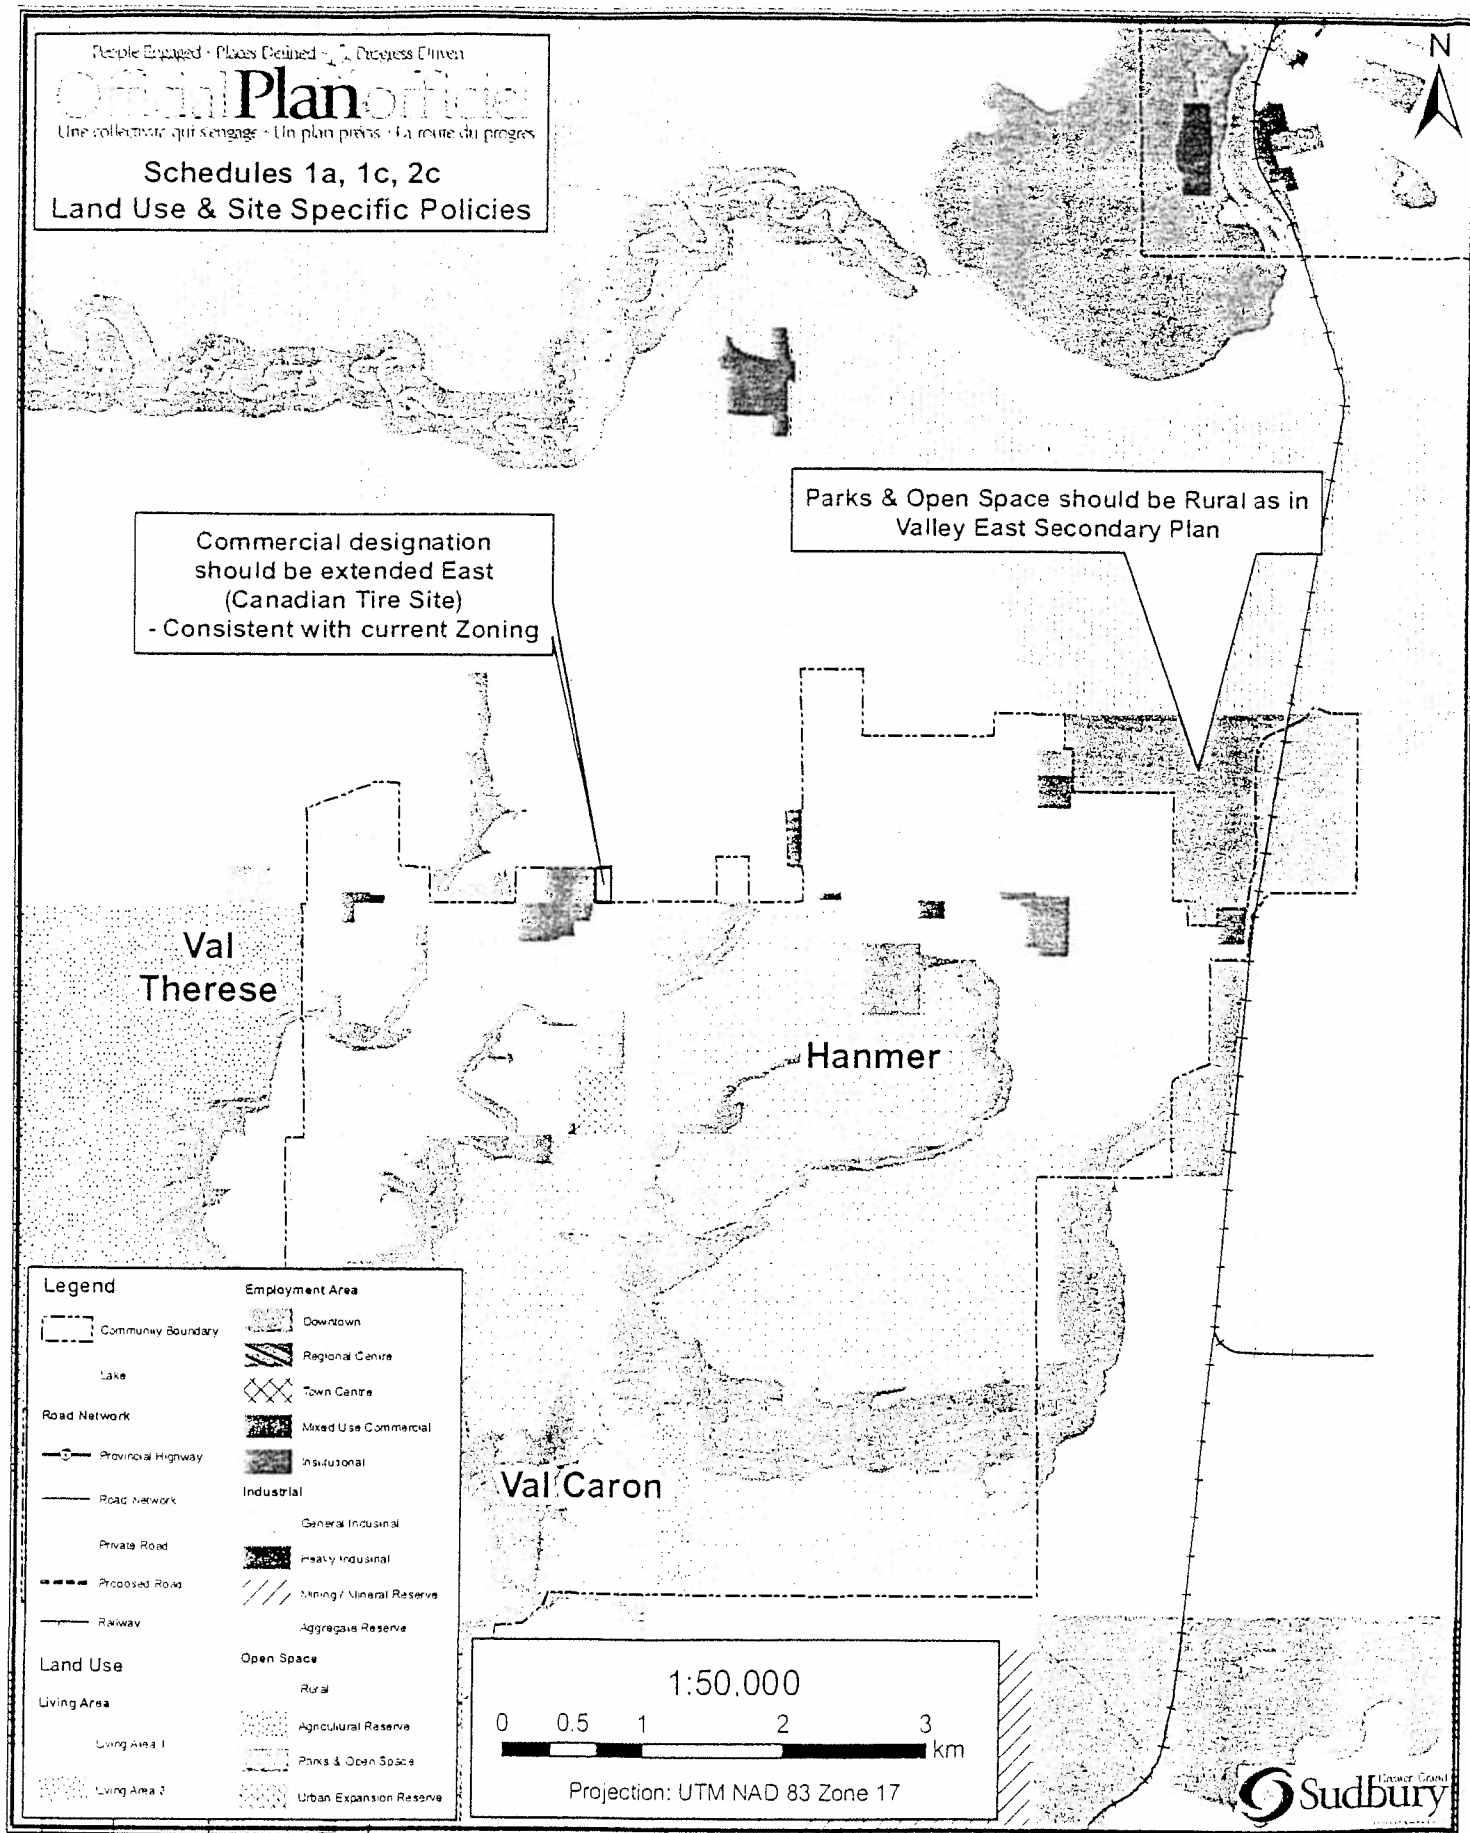 People Engaged - Places Defined - Progress Driven
Official Plan officiel
Une collectivité qui s'engage - Un plan précis - La route du progrès
Schedules 1a, 1c, 2c
Land Use & Site Specific Policies
N
Parks & Open Space should be Rural as in
Valley East Secondary Plan
Commercial designation
should be extended East
(Canadian Tire Site)
- Consistent with current Zoning
Val
Therese
Hanmer
Val Caron
Legend
Community Boundary
Lake
Road Network
Provincial Highway
Road Network
Private Road
Proposed Road
Railway
Land Use
Living Area
Living Area 1
Living Area 2
Employment Area
Downtown
Regional Centre
Town Centre
Mixed Use Commercial
Institutional
Industrial
General Industrial
Heavy Industrial
Mining / Mineral Reserve
Aggregate Reserve
Open Space
Rural
Agricultural Reserve
Parks & Open Space
Urban Expansion Reserve
1:50,000
0 0.5 1 2 3
km
Projection: UTM NAD 83 Zone 17
Greater Grand
Sudbury